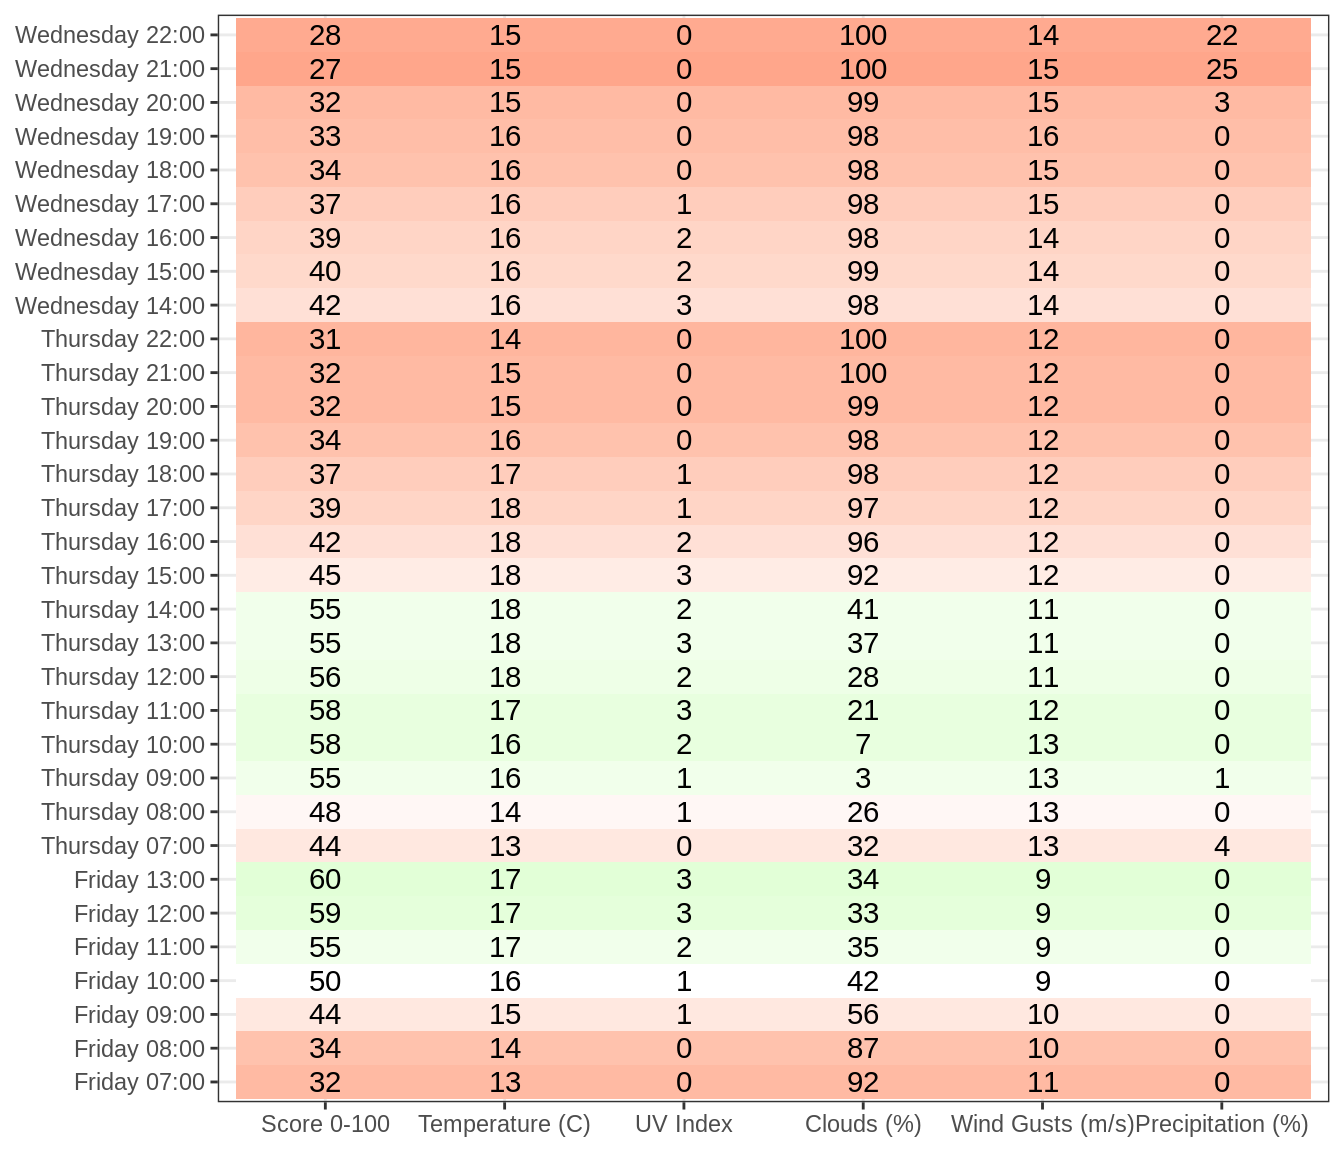 Wednesday 22:00 28 15 0 100 14 22
Wednesday 21:00 27 15 0 100 15 25
Wednesday 20:00 32 15 0 99 15 3
Wednesday 19:00 33 16 0 98 16 0
Wednesday 18:00 34 16 0 98 15 0
Wednesday 17:00 37 16 1 98 15 0
Wednesday 16:00 39 16 2 98 14 0
Wednesday 15:00 40 16 2 99 14 0
Wednesday 14:00 42 16 3 98 14 0
Thursday 22:00 31 14 0 100 12 0
Thursday 21:00 32 15 0 100 12 0
Thursday 20:00 32 15 0 99 12 0
Thursday 19:00 34 16 0 98 12 0
Thursday 18:00 37 17 1 98 12 0
Thursday 17:00 39 18 1 97 12 0
Thursday 16:00 42 18 2 96 12 0
Thursday 15:00 45 18 3 92 12 0
Thursday 14:00 55 18 2 41 11 0
Thursday 13:00 55 18 3 37 11 0
Thursday 12:00 56 18 2 28 11 0
Thursday 11:00 58 17 3 21 12 0
Thursday 10:00 58 16 2 7 13 0
Thursday 09:00 55 16 1 3 13 1
Thursday 08:00 48 14 1 26 13 0
Thursday 07:00 44 13 0 32 13 4
Friday 13:00 60 17 3 34 9 0
Friday 12:00 59 17 3 33 9 0
Friday 11:00 55 17 2 35 9 0
Friday 10:00 50 16 1 42 9 0
Friday 09:00 44 15 1 56 10 0
Friday 08:00 34 14 0 87 10 0
Friday 07:00 32 13 0 92 11 0
Score 0-100 Temperature (C) UV Index Clouds (%) Wind Gusts (m/s) Precipitation (%)